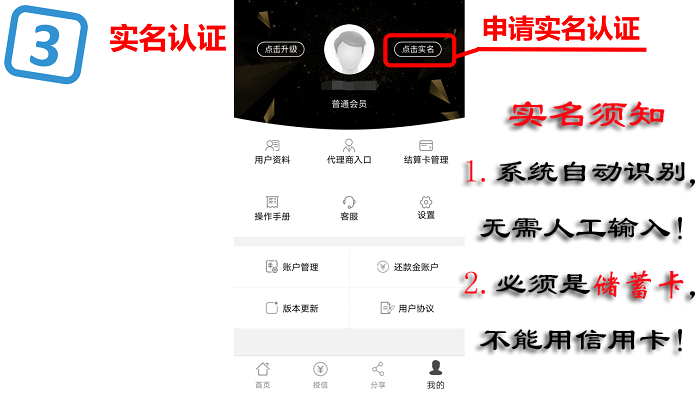 3
实名认证
点击升级
点击实名
申请实名认证
普通会员
实名须知
用户资料
代理商入口
结算卡管理
1.系统自动识别,
无需人工输入!
操作手册
客服
设置
账户管理
还款金账户
2.必须是储蓄卡,
不能用信用卡!
版本更新
用户协议
首页
授信
分享
我的